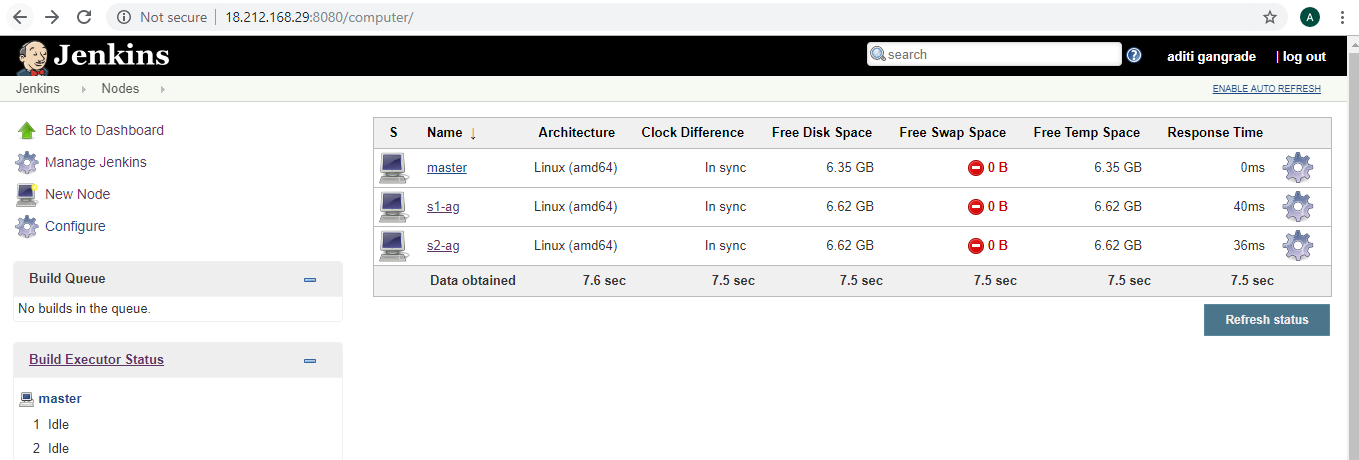 Not secure | 18.212.168.29:8080/computer/ A
Jenkins search ? aditi gangrade | log out
Jenkins Nodes ENABLE AUTO REFRESH
Back to Dashboard
Manage Jenkins
New Node
Configure
S Name ↓ Architecture Clock Difference Free Disk Space Free Swap Space Free Temp Space Response Time
master Linux (amd64) In sync 6.35 GB 0 B 6.35 GB 0ms
s1-ag Linux (amd64) In sync 6.62 GB 0 B 6.62 GB 40ms
s2-ag Linux (amd64) In sync 6.62 GB 0 B 6.62 GB 36ms
Data obtained 7.6 sec 7.5 sec 7.5 sec 7.5 sec 7.5 sec 7.5 sec
Refresh status
Build Queue
No builds in the queue.
Build Executor Status
master
1 Idle
2 Idle